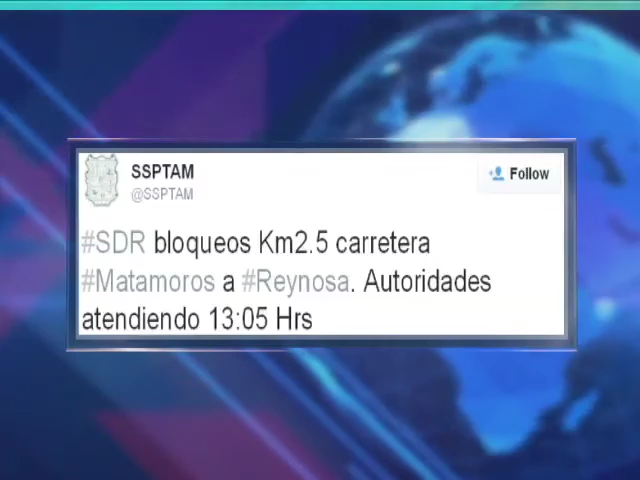 SSPTAM
@SSPTAM
Follow
#SDR bloqueos Km2.5 carretera
#Matamoros a #Reynosa. Autoridades
atendiendo 13:05 Hrs